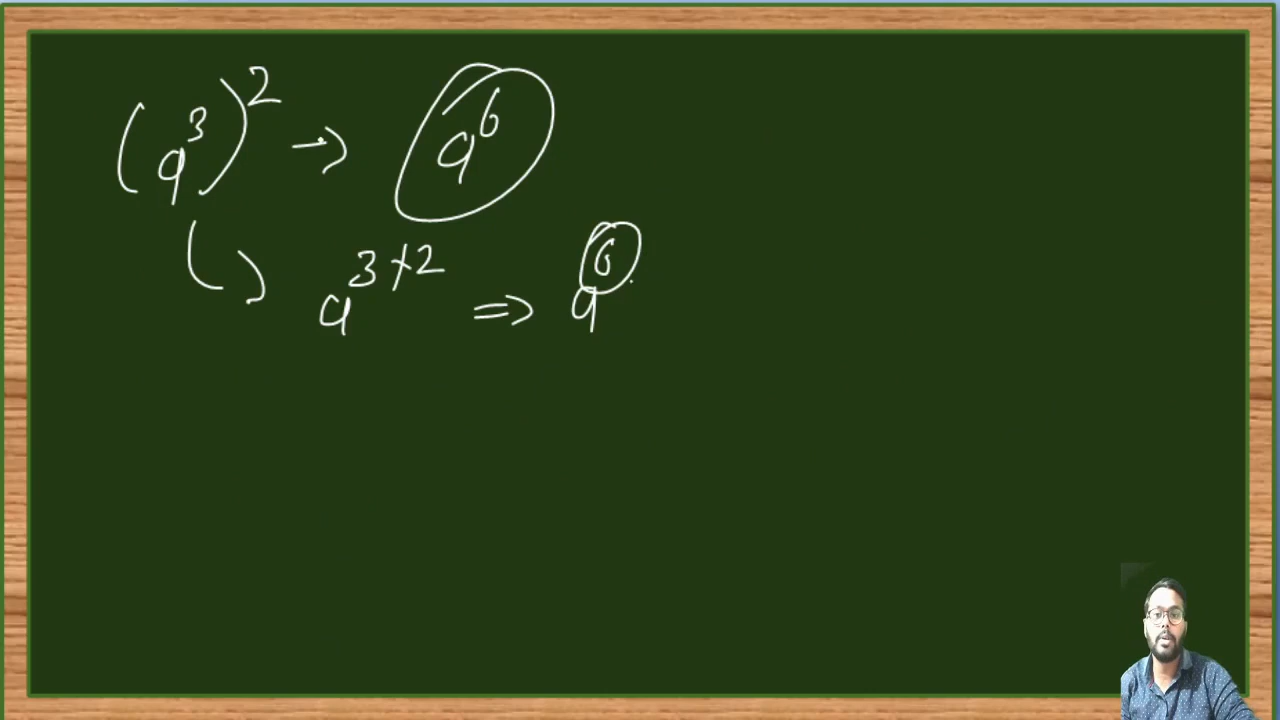 (a³)² → a⁶
↳ a³ˣ² ⇒ a⁶